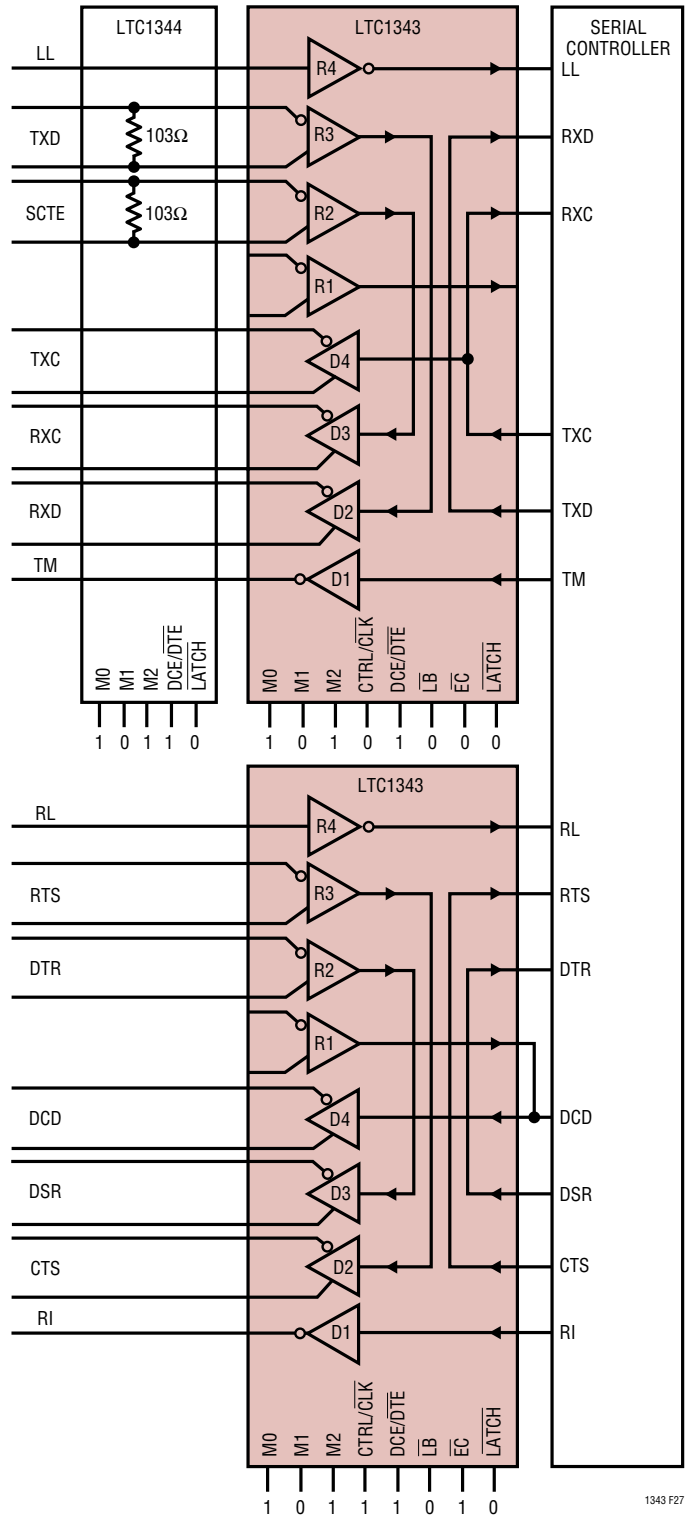 LTC1344
LTC1343
SERIAL
CONTROLLER
LL
R4
LL
TXD
103Ω
R3
RXD
SCTE
103Ω
R2
RXC
R1
TXC
D4
RXC
D3
TXC
RXD
D2
TXD
TM
D1
TM
M0
M1
M2
DCE/DTE
LATCH
M0
M1
M2
CTRL/CLK
DCE/DTE
LB
EC
LATCH
1 0 1 1 0
1 0 1 0 1 0 0 0
LTC1343
RL
R4
RL
RTS
R3
RTS
DTR
R2
DTR
R1
DCD
D4
DCD
DSR
D3
DSR
CTS
D2
CTS
RI
D1
RI
M0
M1
M2
CTRL/CLK
DCE/DTE
LB
EC
LATCH
1 0 1 1 1 0 1 0
1343 F27